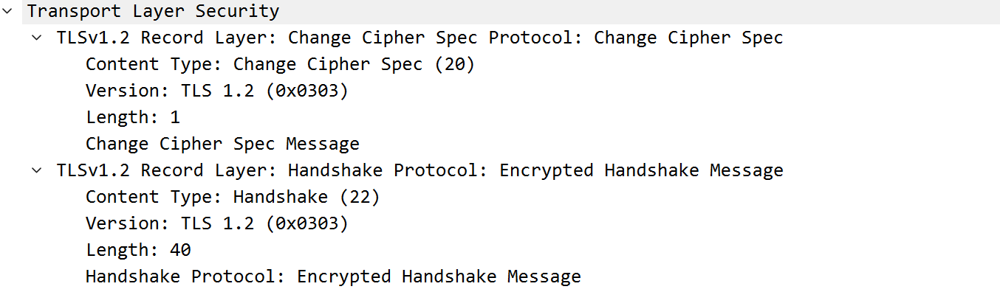 Transport Layer Security
TLSv1.2 Record Layer: Change Cipher Spec Protocol: Change Cipher Spec
Content Type: Change Cipher Spec (20)
Version: TLS 1.2 (0x0303)
Length: 1
Change Cipher Spec Message
TLSv1.2 Record Layer: Handshake Protocol: Encrypted Handshake Message
Content Type: Handshake (22)
Version: TLS 1.2 (0x0303)
Length: 40
Handshake Protocol: Encrypted Handshake Message